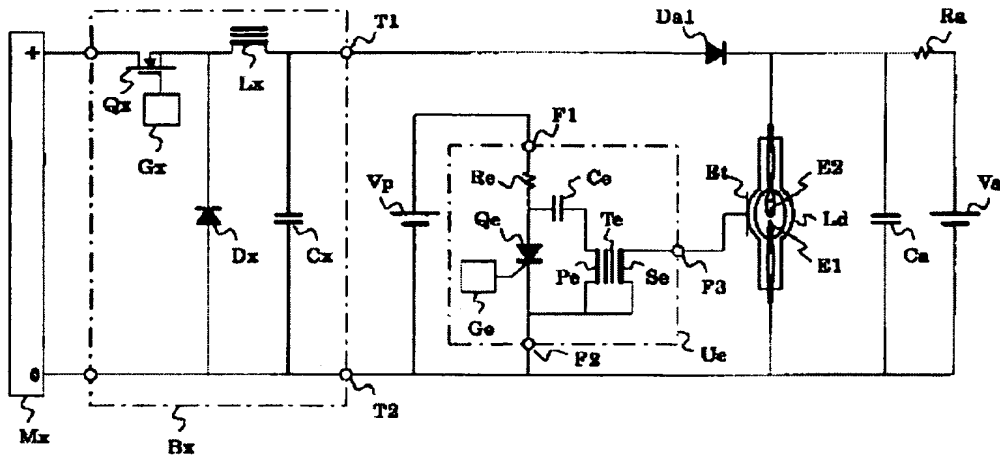 Da1
Ra
T1
+
Qx
Lx
F1
Gx
Re
Ce
Et
E2
Vp
Va
Qe
Te
Ld
Dx
Cx
Pe
Se
F3
E1
Ca
Ge
F2
Ue
0
T2
Mx
Bx